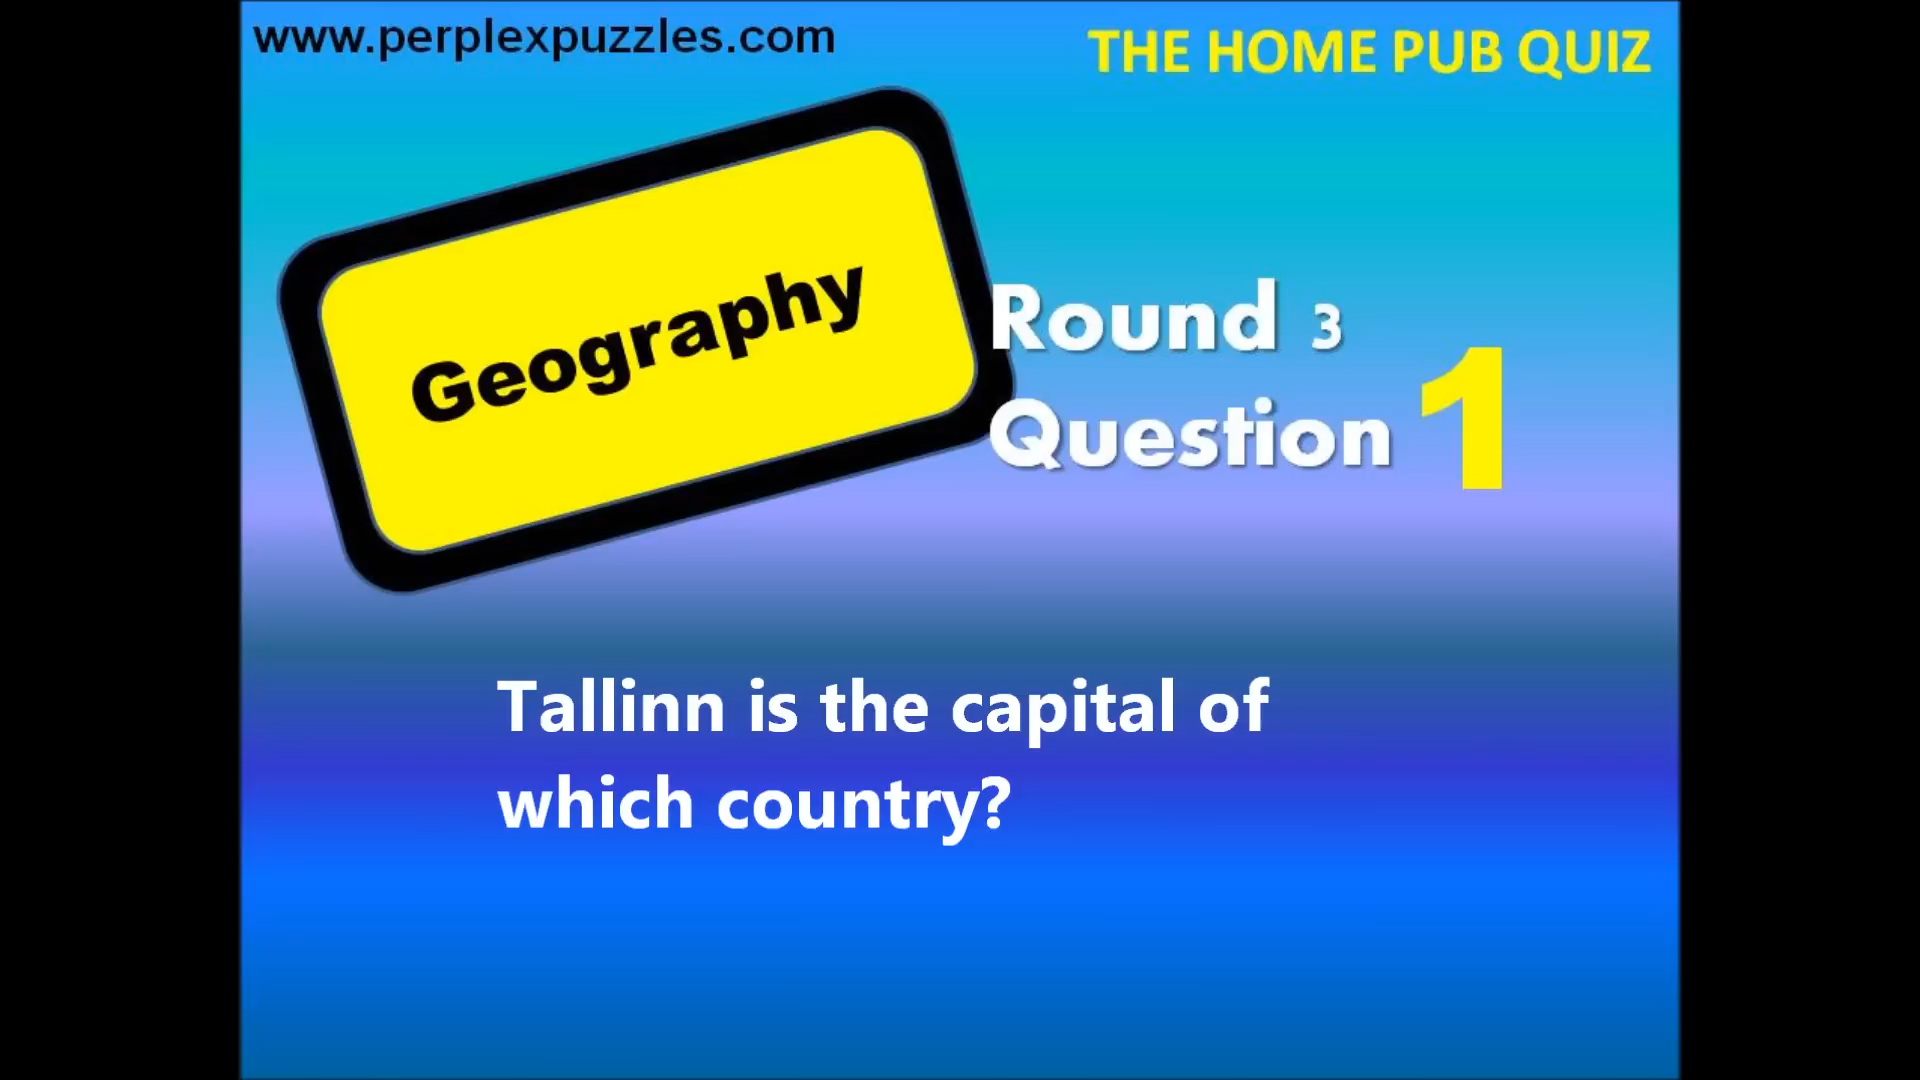 www.perplexpuzzles.com
THE HOME PUB QUIZ
Geography
Round 3
Question 1
Tallinn is the capital of
which country?